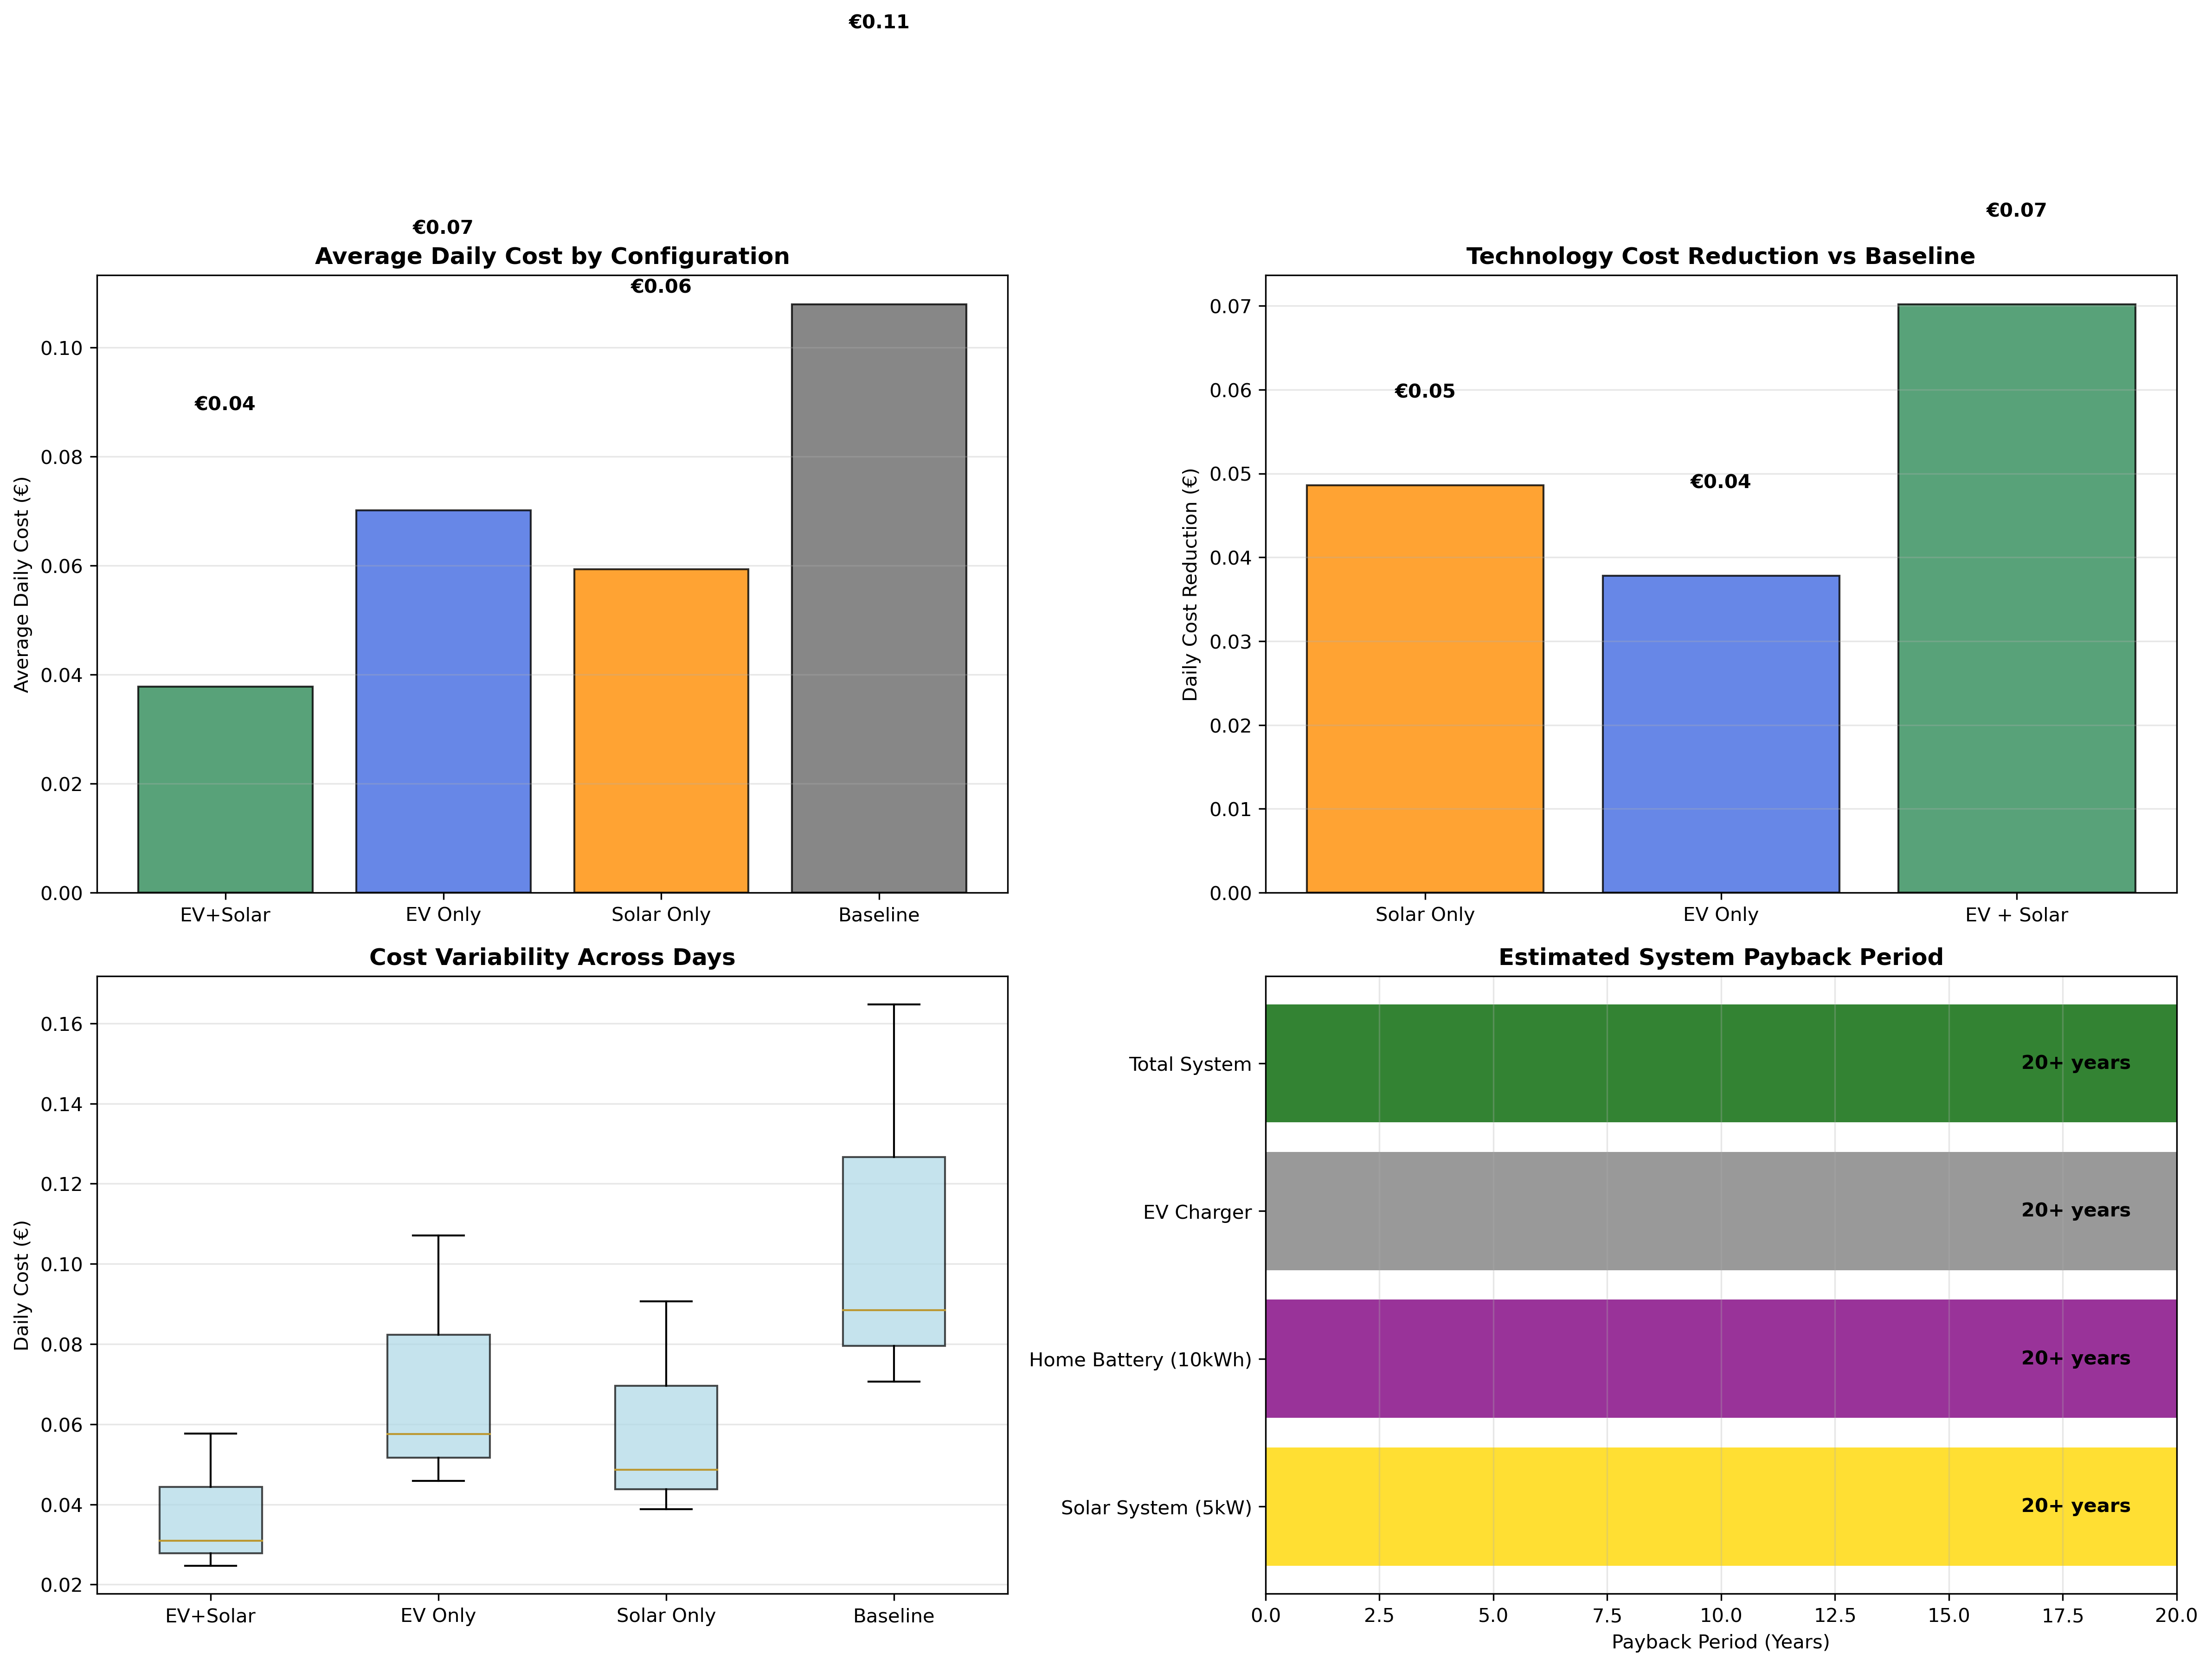 €0.11
€0.07
€0.06
€0.04
Average Daily Cost by Configuration
Average Daily Cost (€)
0.10
0.08
0.06
0.04
0.02
0.00
EV+Solar
EV Only
Solar Only
Baseline
€0.07
Technology Cost Reduction vs Baseline
€0.05
€0.04
Daily Cost Reduction (€)
0.07
0.06
0.05
0.04
0.03
0.02
0.01
0.00
Solar Only
EV Only
EV + Solar
Cost Variability Across Days
Daily Cost (€)
0.16
0.14
0.12
0.10
0.08
0.06
0.04
0.02
EV+Solar
EV Only
Solar Only
Baseline
Estimated System Payback Period
Total System
20+ years
EV Charger
20+ years
Home Battery (10kWh)
20+ years
Solar System (5kW)
20+ years
0.0
2.5
5.0
7.5
10.0
12.5
15.0
17.5
20.0
Payback Period (Years)